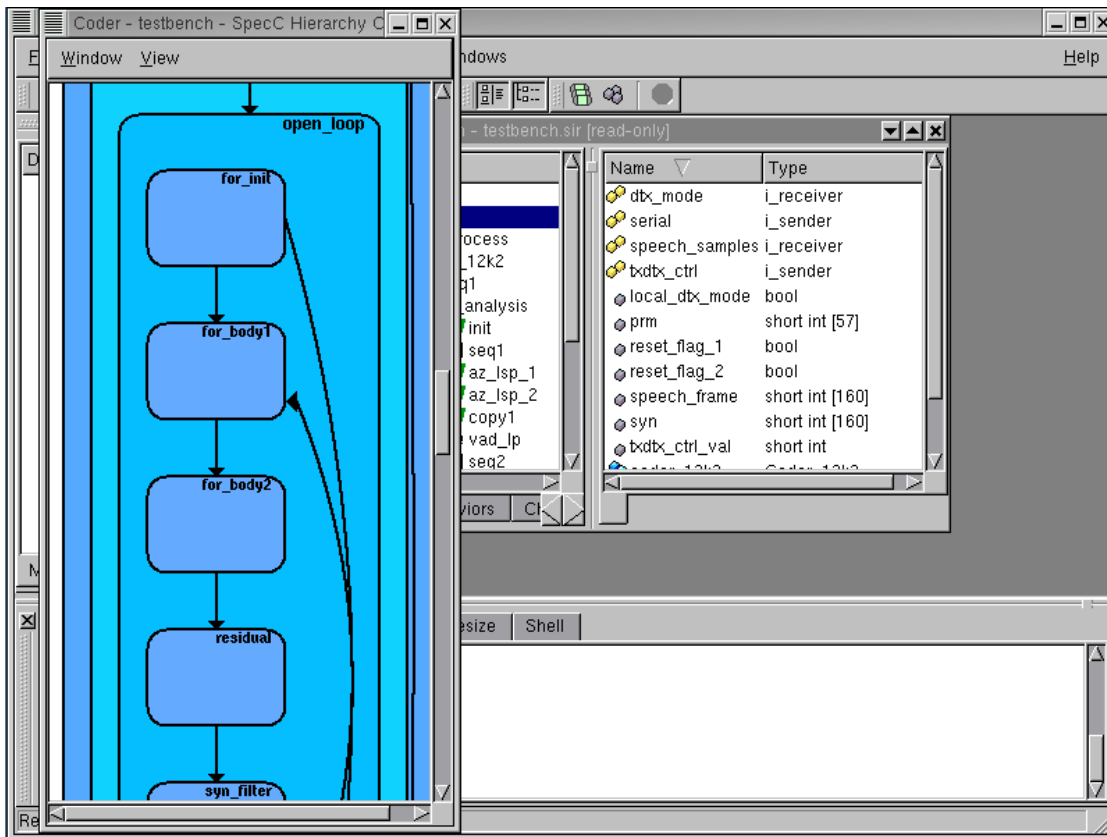 Coder - testbench - SpecC Hierarchy C
Window View
ndows
Help
open_loop
for_init
for_body1
for_body2
residual
syn_filter
- testbench.sir [read-only]
ocess
_12k2
q1
_analysis
init
seq1
az_lsp_1
az_lsp_2
copy1
vad_lp
seq2
viors
Name Type
dtx_mode i_receiver
serial i_sender
speech_samples i_receiver
txdtx_ctrl i_sender
local_dtx_mode bool
prm short int [57]
reset_flag_1 bool
reset_flag_2 bool
speech_frame short int [160]
syn short int [160]
txdtx_ctrl_val short int
esize Shell
Re